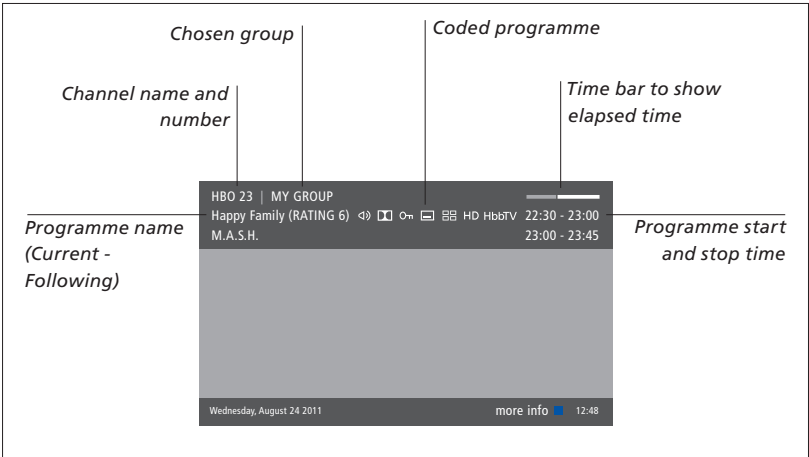 Chosen group
Coded programme
Channel name and
number
Time bar to show
elapsed time
HBO 23 | MY GROUP
Happy Family (RATING 6) HD HbbTV 22:30 - 23:00
M.A.S.H. 23:00 - 23:45
Programme name
(Current -
Following)
Programme start
and stop time
Wednesday, August 24 2011 more info 12:48